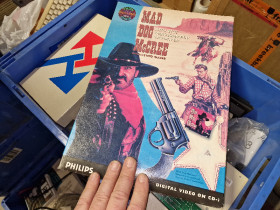 MAD
DOG
McCREE
PHILIPS
DIGITAL VIDEO ON CD-i